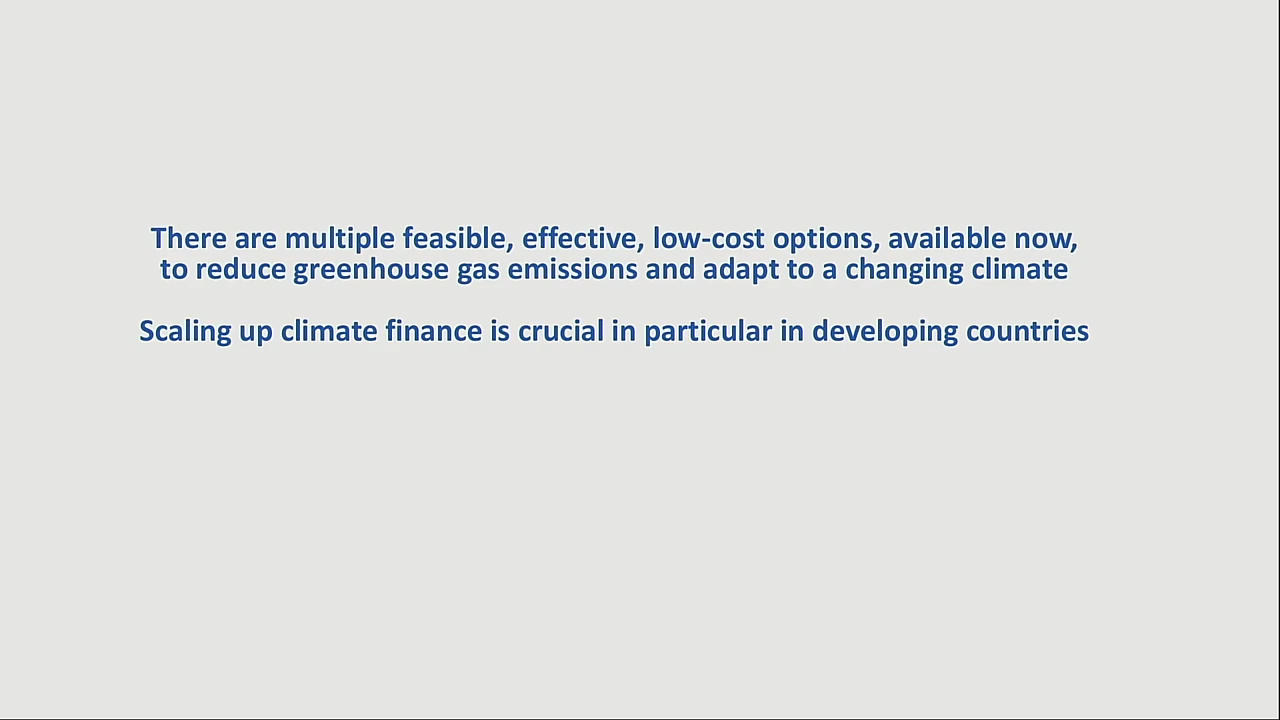 There are multiple feasible, effective, low-cost options, available now,
to reduce greenhouse gas emissions and adapt to a changing climate
Scaling up climate finance is crucial in particular in developing countries